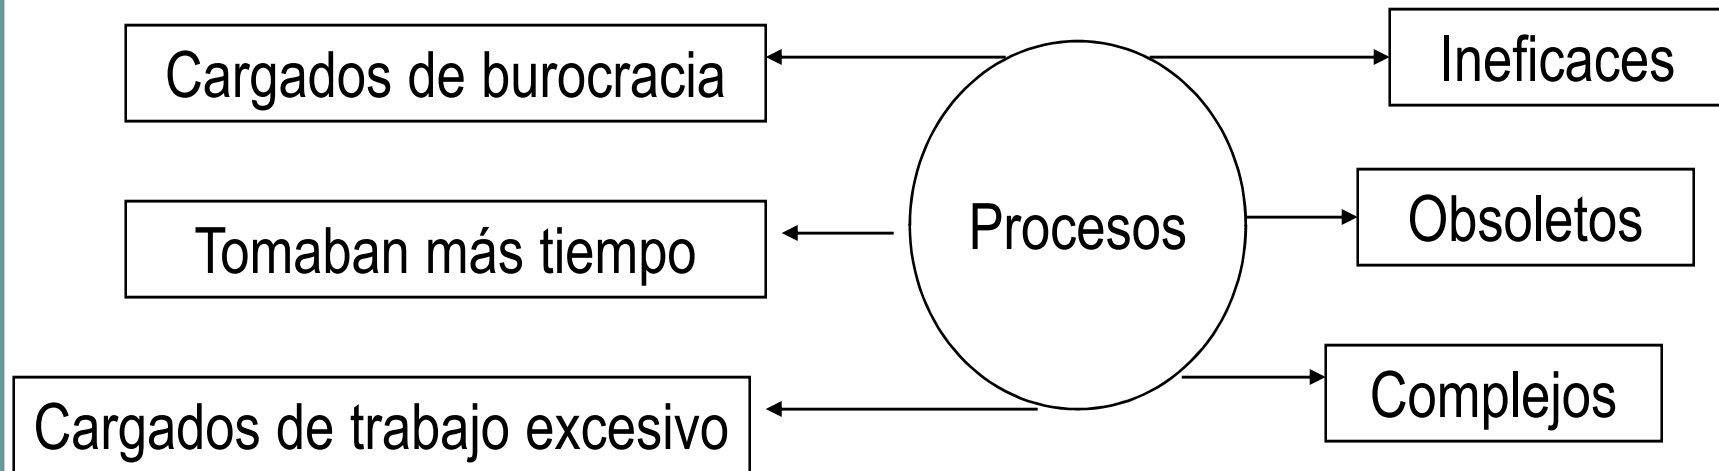 Cargados de burocracia
Ineficaces
Tomaban más tiempo
Procesos
Obsoletos
Cargados de trabajo excesivo
Complejos